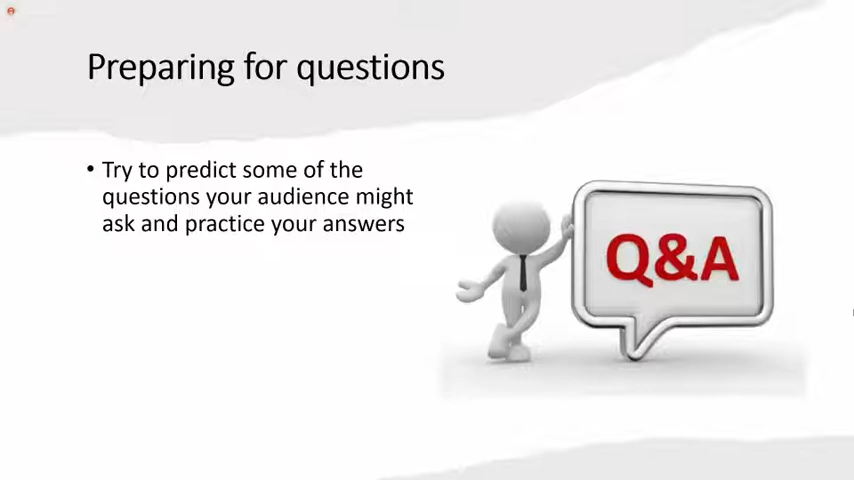 Preparing for questions
• Try to predict some of the
questions your audience might
ask and practice your answers
Q&A